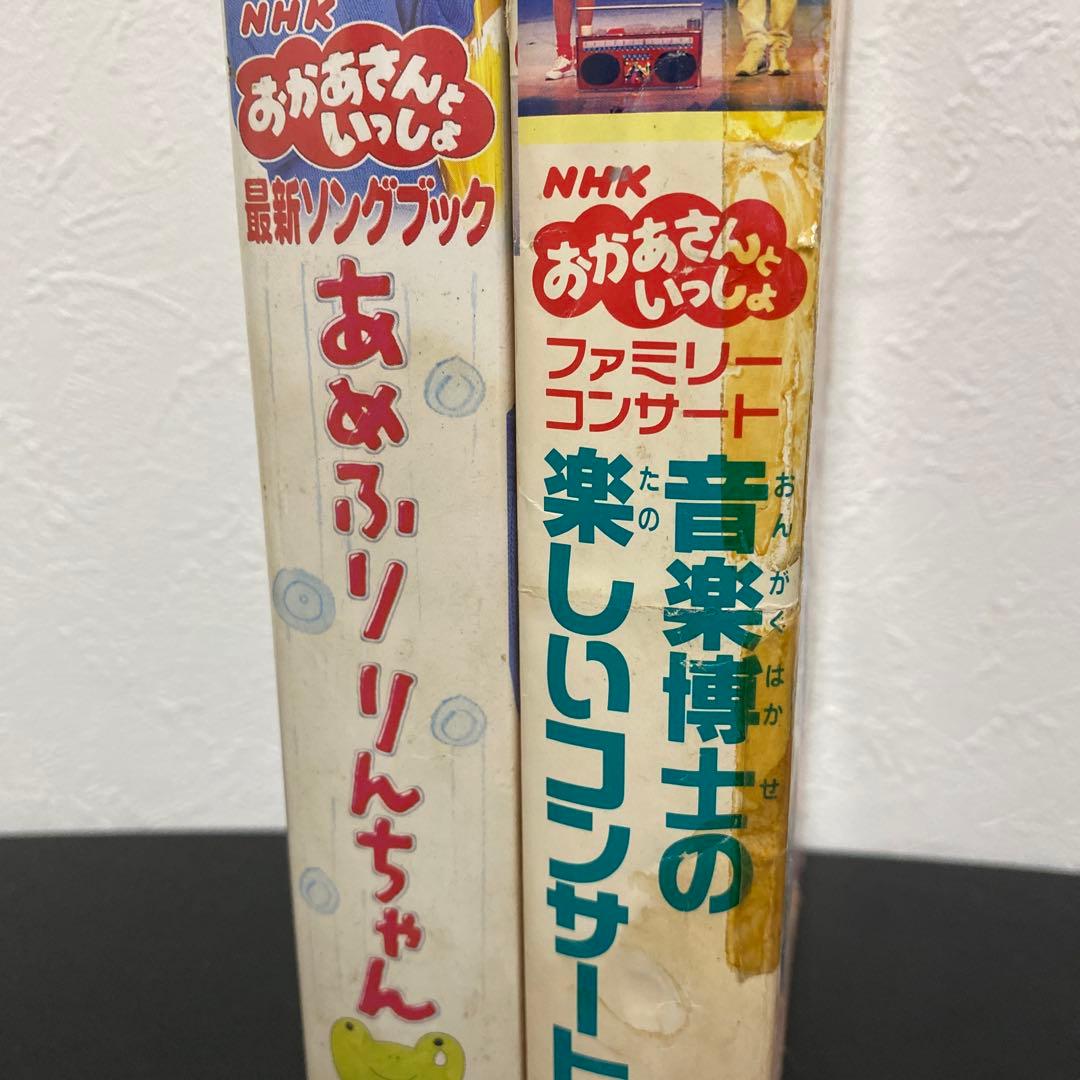 NHK
おかあさんと
いっしょ
最新ソングブック
あめふりりんちゃん
NHK
おかあさんと
いっしょ
ファミリー
コンサート
音楽博士の
おんがくはかせ
楽しいコンサート
たの